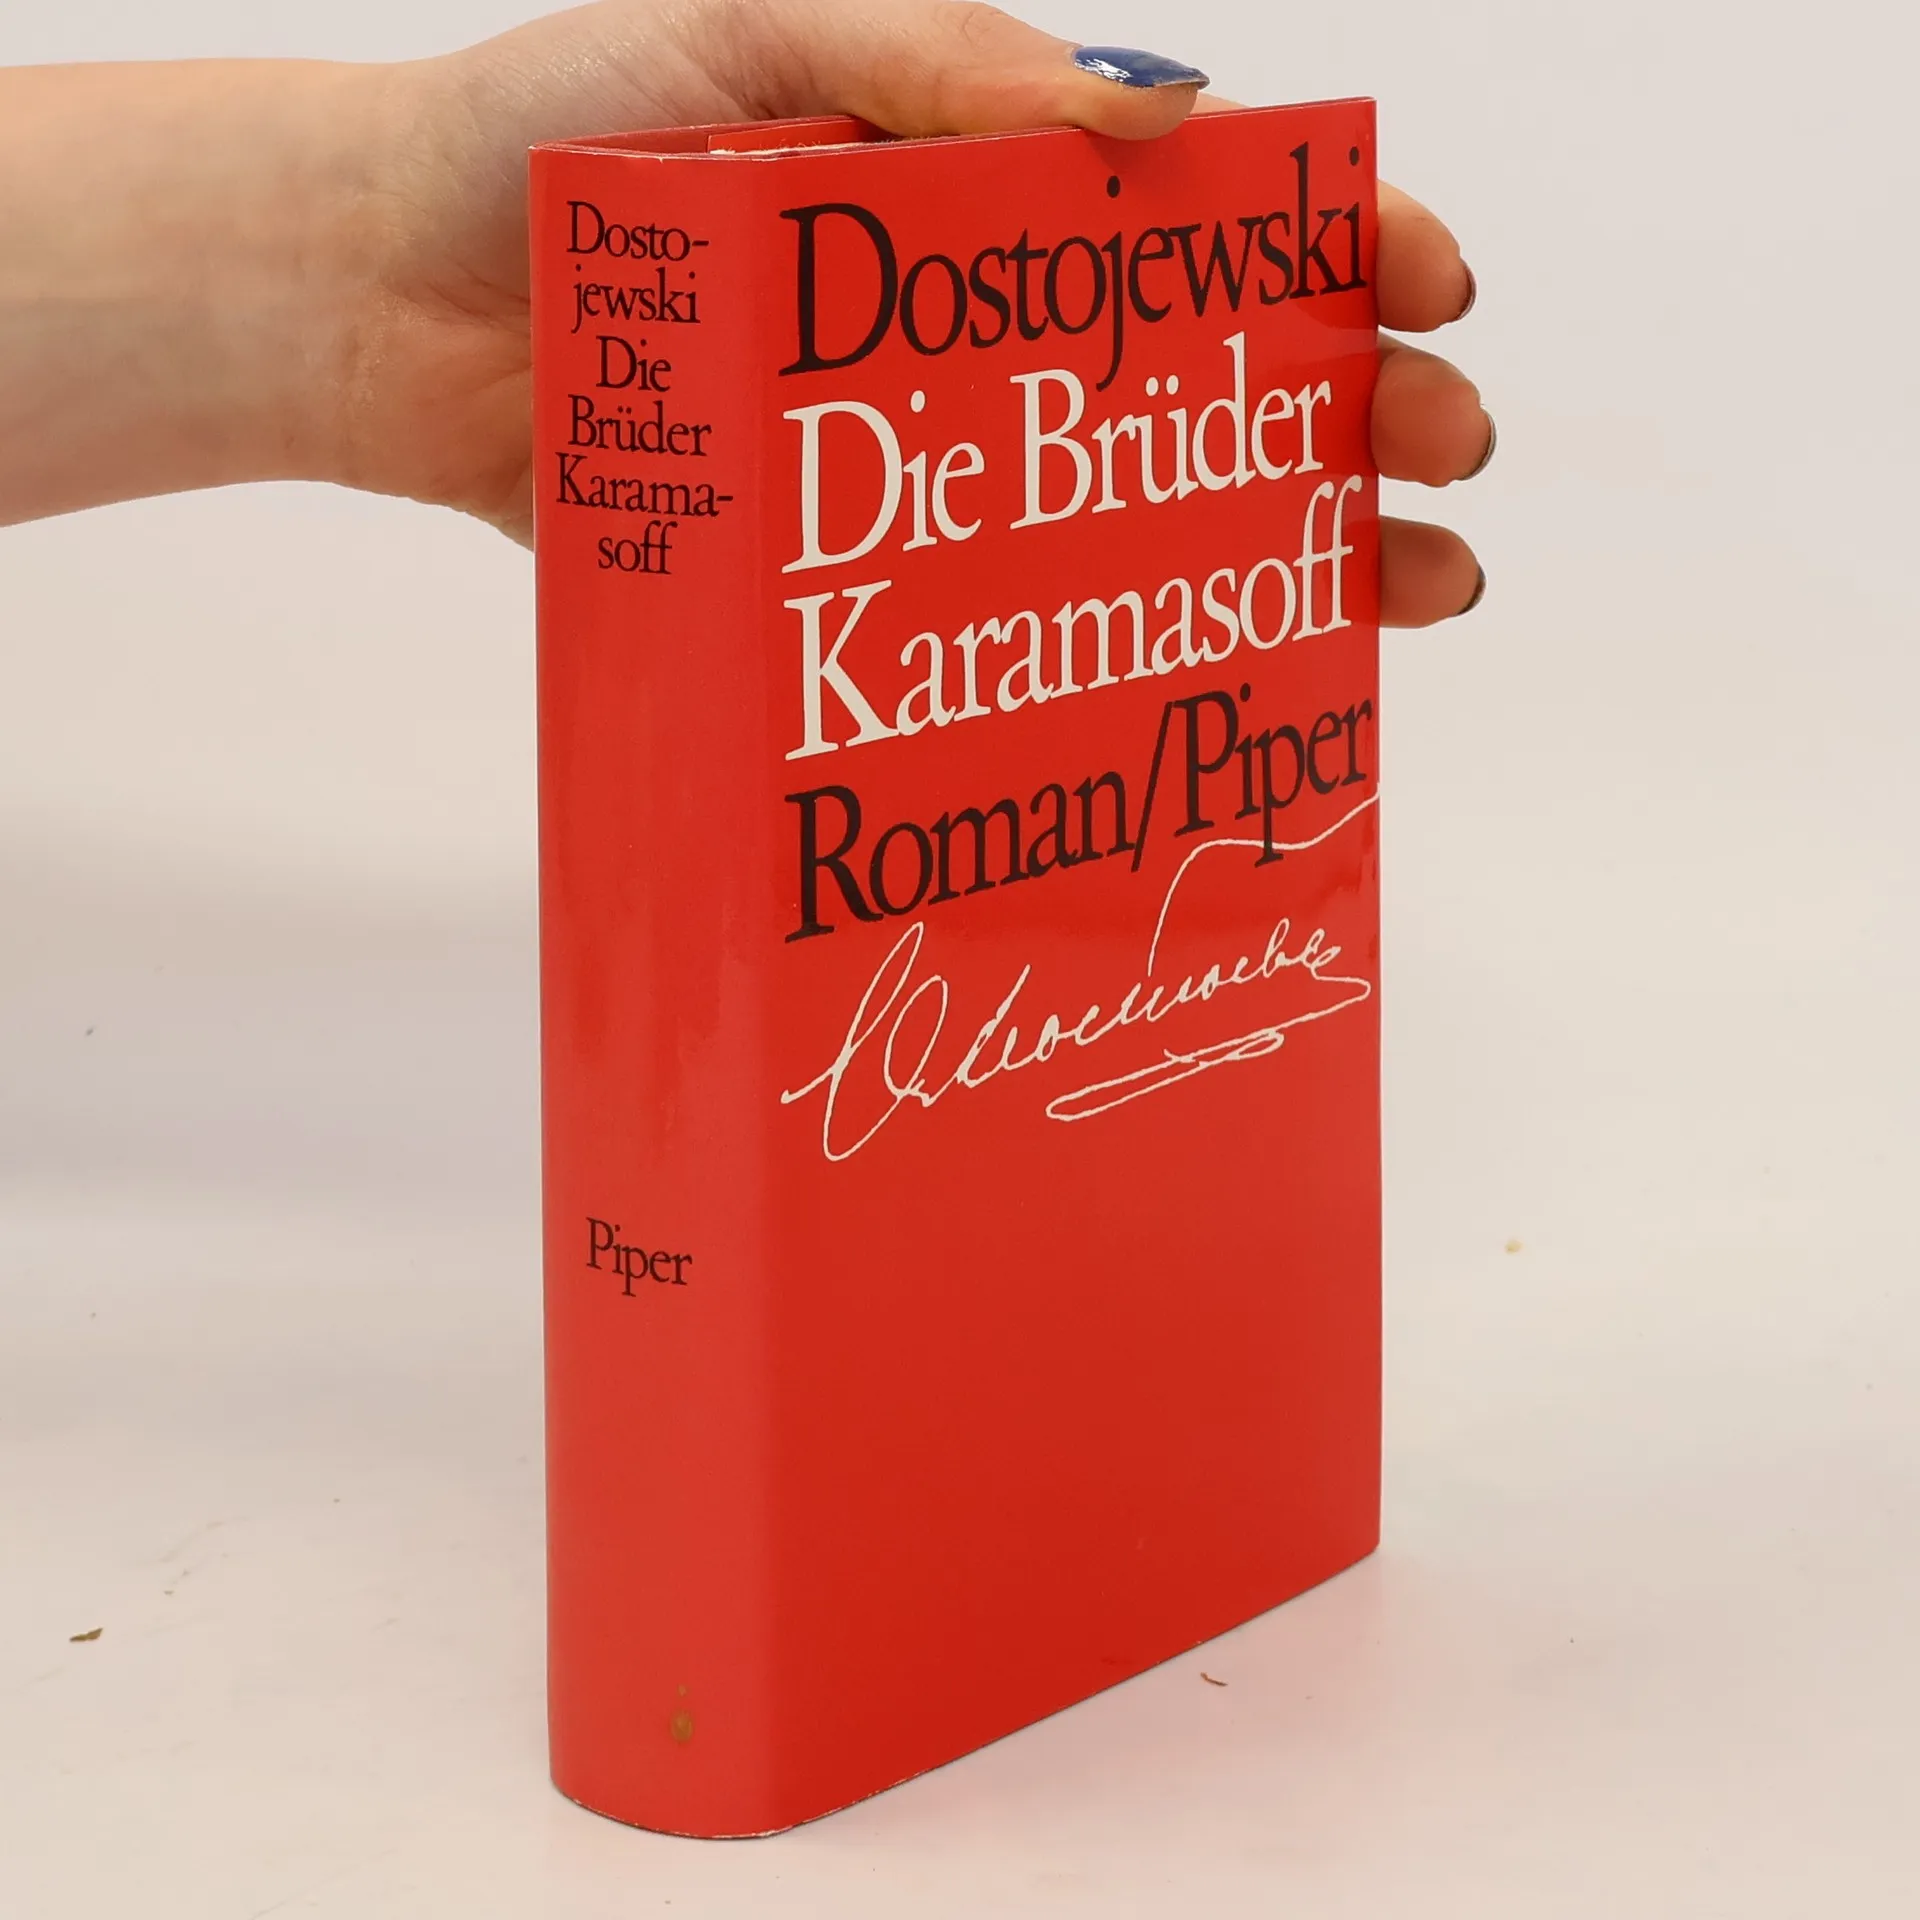 Dosto-
jewski
Die
Brüder
Karama-
soff
Piper
Dostojewski
Die Brüder
Karamasoff
Roman/Piper